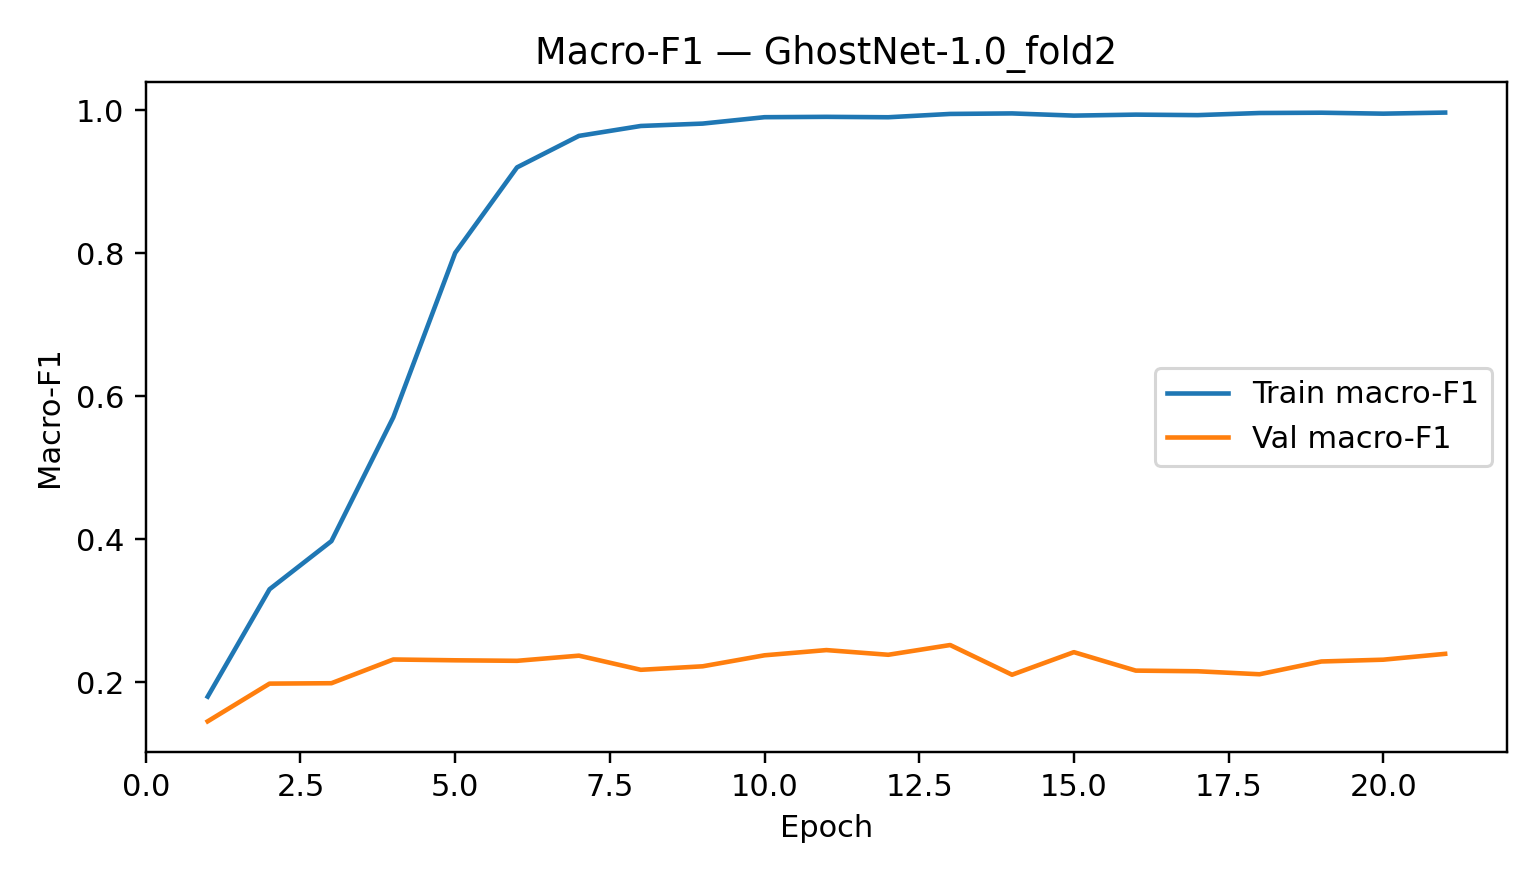 Macro-F1 — GhostNet-1.0_fold2
1.0
0.8
0.6
0.4
0.2
Macro-F1
Train macro-F1
Val macro-F1
0.0 2.5 5.0 7.5 10.0 12.5 15.0 17.5 20.0
Epoch